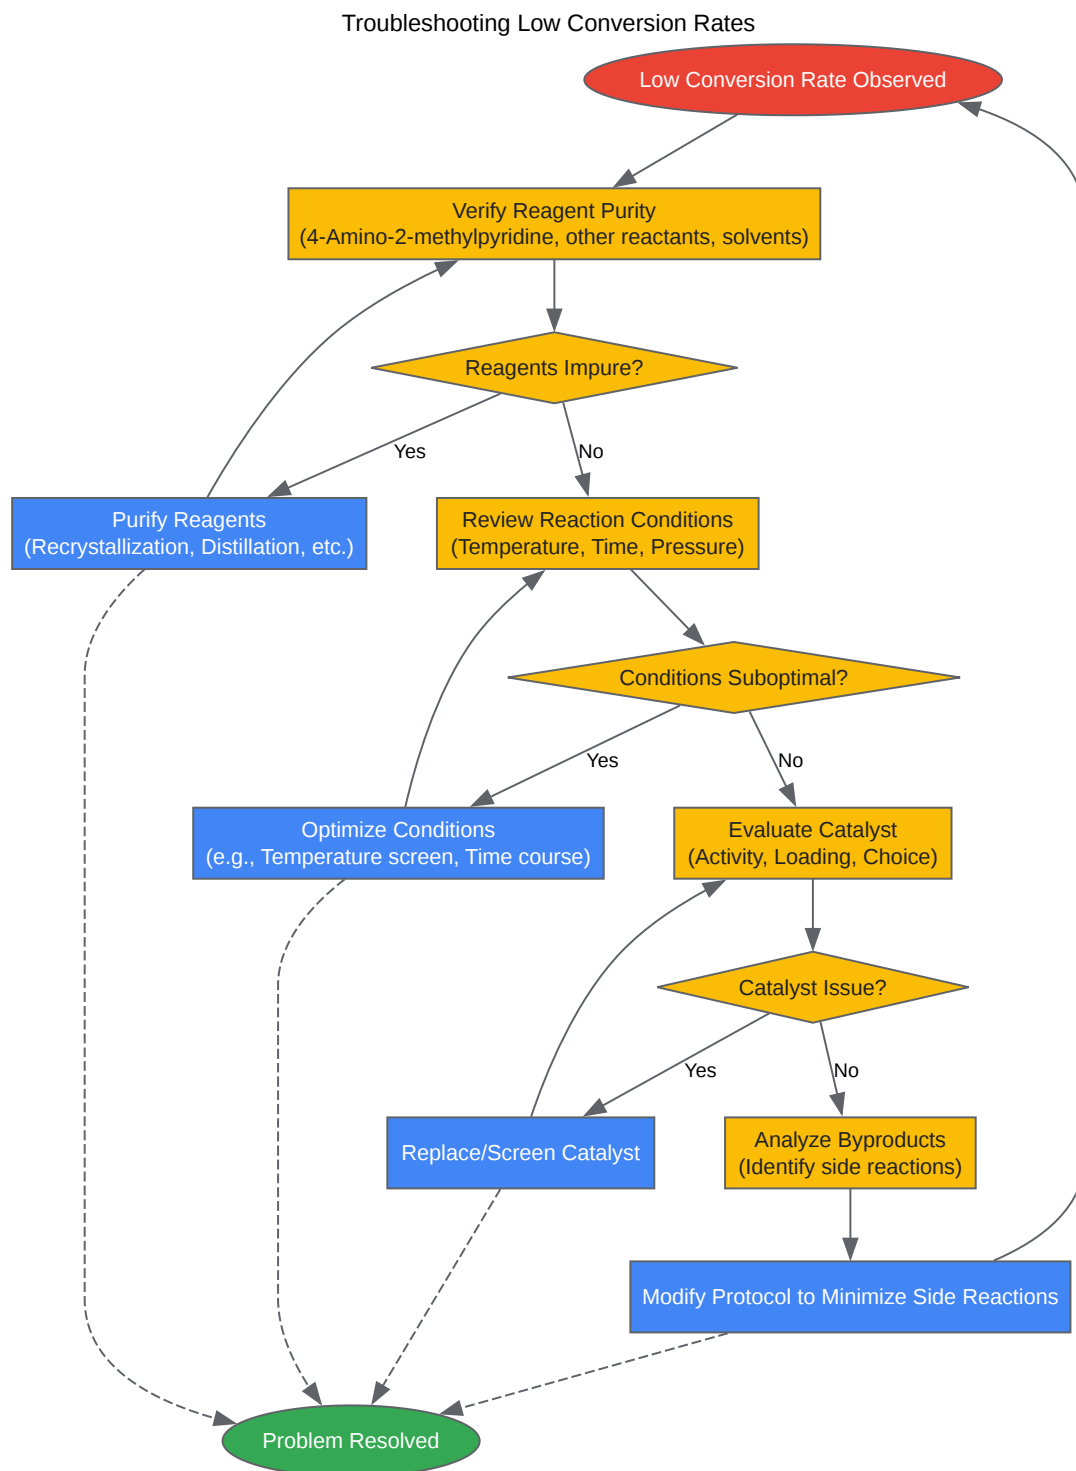 Troubleshooting Low Conversion Rates
Low Conversion Rate Observed
Verify Reagent Purity
(4-Amino-2-methylpyridine, other reactants, solvents)
Reagents Impure?
Yes
No
Purify Reagents
(Recrystallization, Distillation, etc.)
Review Reaction Conditions
(Temperature, Time, Pressure)
Conditions Suboptimal?
Yes
No
Optimize Conditions
(e.g., Temperature screen, Time course)
Evaluate Catalyst
(Activity, Loading, Choice)
Catalyst Issue?
Yes
No
Replace/Screen Catalyst
Analyze Byproducts
(Identify side reactions)
Modify Protocol to Minimize Side Reactions
Problem Resolved